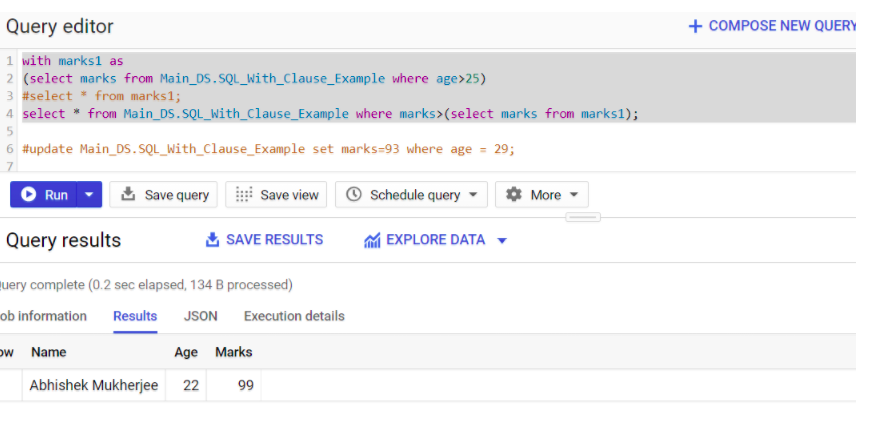 Query editor
+ COMPOSE NEW QUERY
1 with marks1 as
2 (select marks from Main_DS.SQL_With_Clause_Example where age>25)
3 #select * from marks1;
4 select * from Main_DS.SQL_With_Clause_Example where marks>(select marks from marks1);
5
6 #update Main_DS.SQL_With_Clause_Example set marks=93 where age = 29;
7
Run Save query Save view Schedule query More
Query results SAVE RESULTS EXPLORE DATA
Query complete (0.2 sec elapsed, 134 B processed)
ob information Results JSON Execution details
ow Name Age Marks
Abhishek Mukherjee 22 99